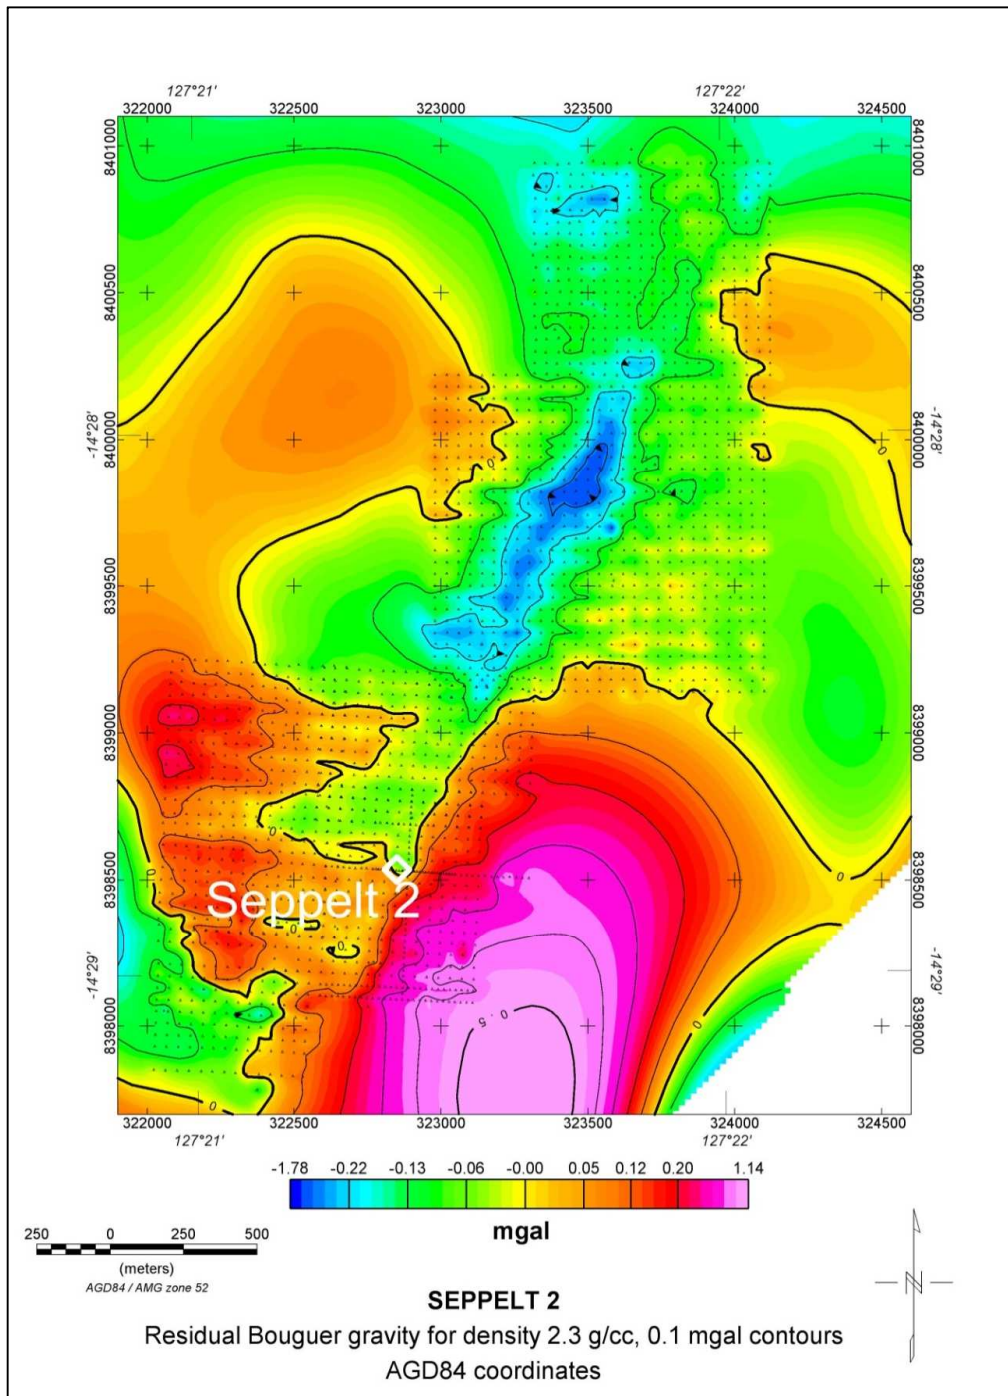 127°21' 127°22'
322000 322500 323000 323500 324000 324500
8401000 8401000
8400500 8400500
-14°28' -14°28'
8400000 8400000
0
0
8399500 8399500
8399000 8399000
0
0
8398500 8398500
Seppelt 2
0
0
-14°29' -14°29'
0.5
0
8398000 8398000
0
322000 322500 323000 323500 324000 324500
127°21' 127°22'
-1.78 -0.22 -0.13 -0.06 -0.00 0.05 0.12 0.20 1.14
mgal
250 0 250 500
(meters)
AGD84 / AMG zone 52
N
SEPPELT 2
Residual Bouguer gravity for density 2.3 g/cc, 0.1 mgal contours
AGD84 coordinates